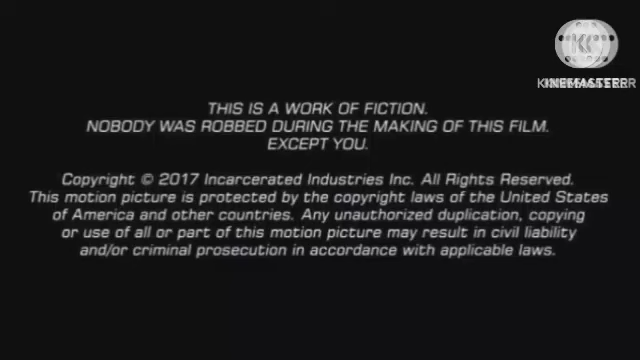 KINEMASTER
THIS IS A WORK OF FICTION.
NOBODY WAS ROBBED DURING THE MAKING OF THIS FILM.
EXCEPT YOU.
Copyright © 2017 Incarcerated Industries Inc. All Rights Reserved.
This motion picture is protected by the copyright laws of the United States
of America and other countries. Any unauthorized duplication, copying
or use of all or part of this motion picture may result in civil liability
and/or criminal prosecution in accordance with applicable laws.